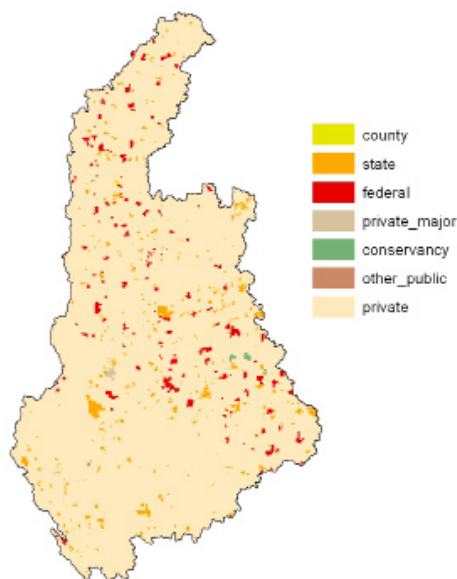 county
state
federal
private_major
conservancy
other_public
private